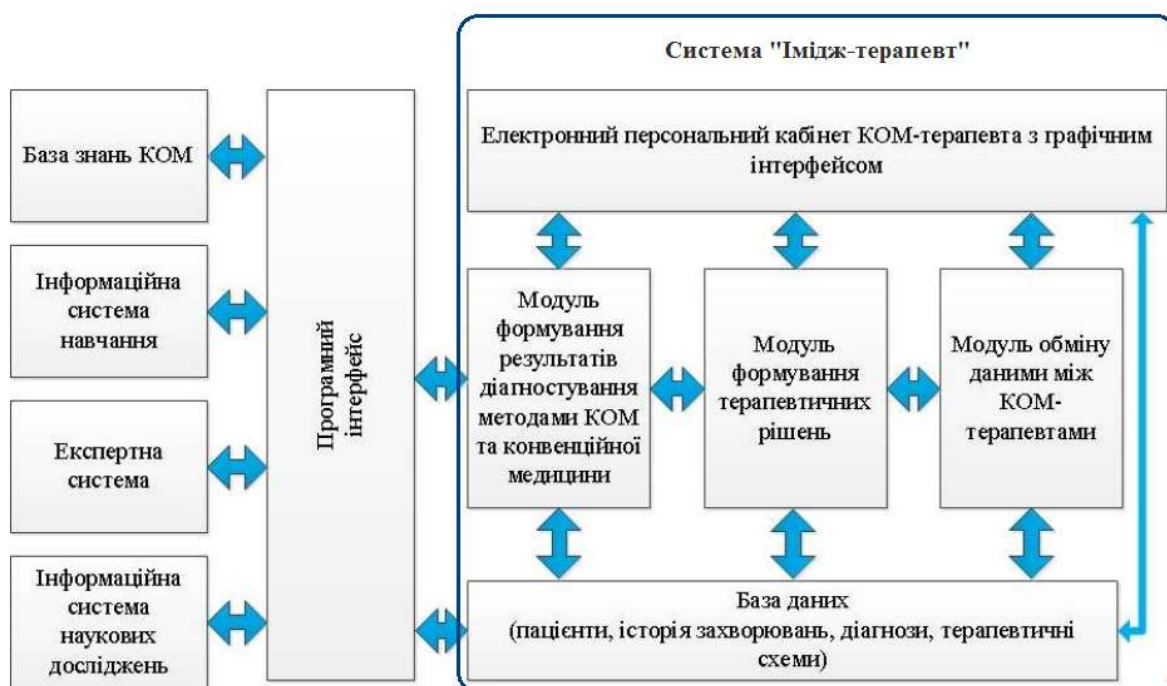 Система "Імідж-терапевт"
База знань КОМ
Інформаційна
система
навчання
Експертна
система
Інформаційна
система
наукових
досліджень
Програмний
інтерфейс
Електронний персональний кабінет КОМ-терапевта з графічним
інтерфейсом
Модуль
формування
результатів
діагностування
методами КОМ
та конвенційної
медицини
Модуль
формування
терапевтичних
рішень
Модуль обміну
даними між
КОМ-
терапевтами
База даних
(пацієнти, історія захворювань, діагнози, терапевтичні
схеми)